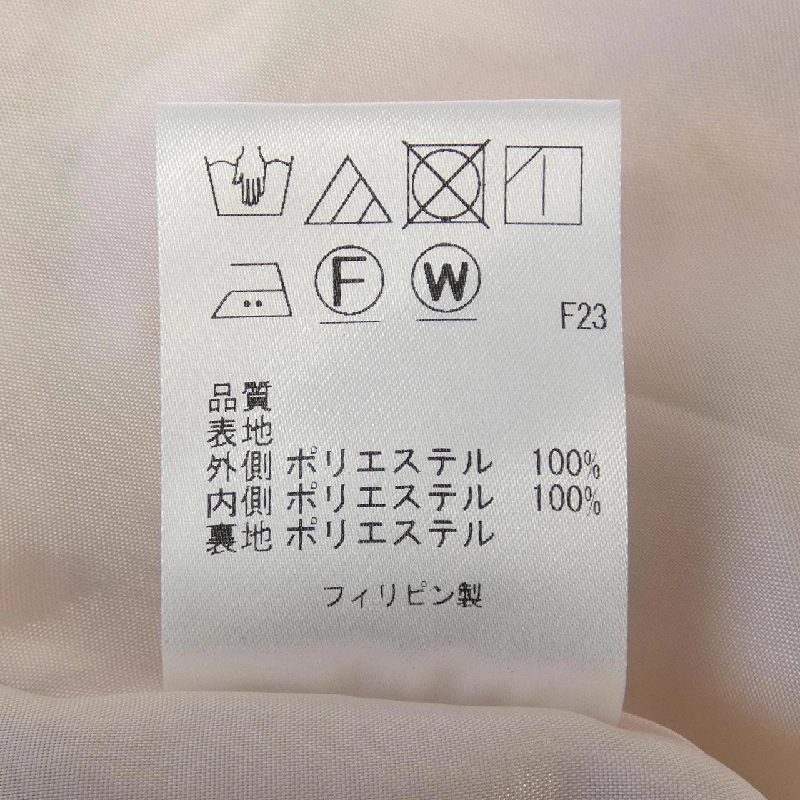 F W
F23
品質
表地
外側 ポリエステル 100%
内側 ポリエステル 100%
裏地 ポリエステル
フィリピン製